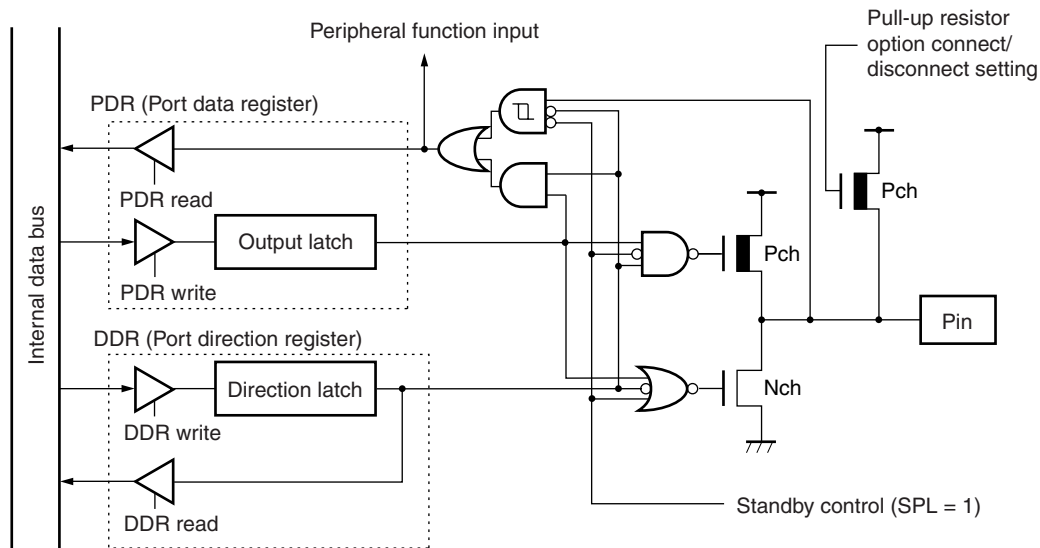 Peripheral function input
Pull-up resistor
option connect/
disconnect setting
PDR (Port data register)
PDR read
Pch
Output latch
Pch
PDR write
Internal data bus
Pin
DDR (Port direction register)
Direction latch
Nch
DDR write
Standby control (SPL = 1)
DDR read